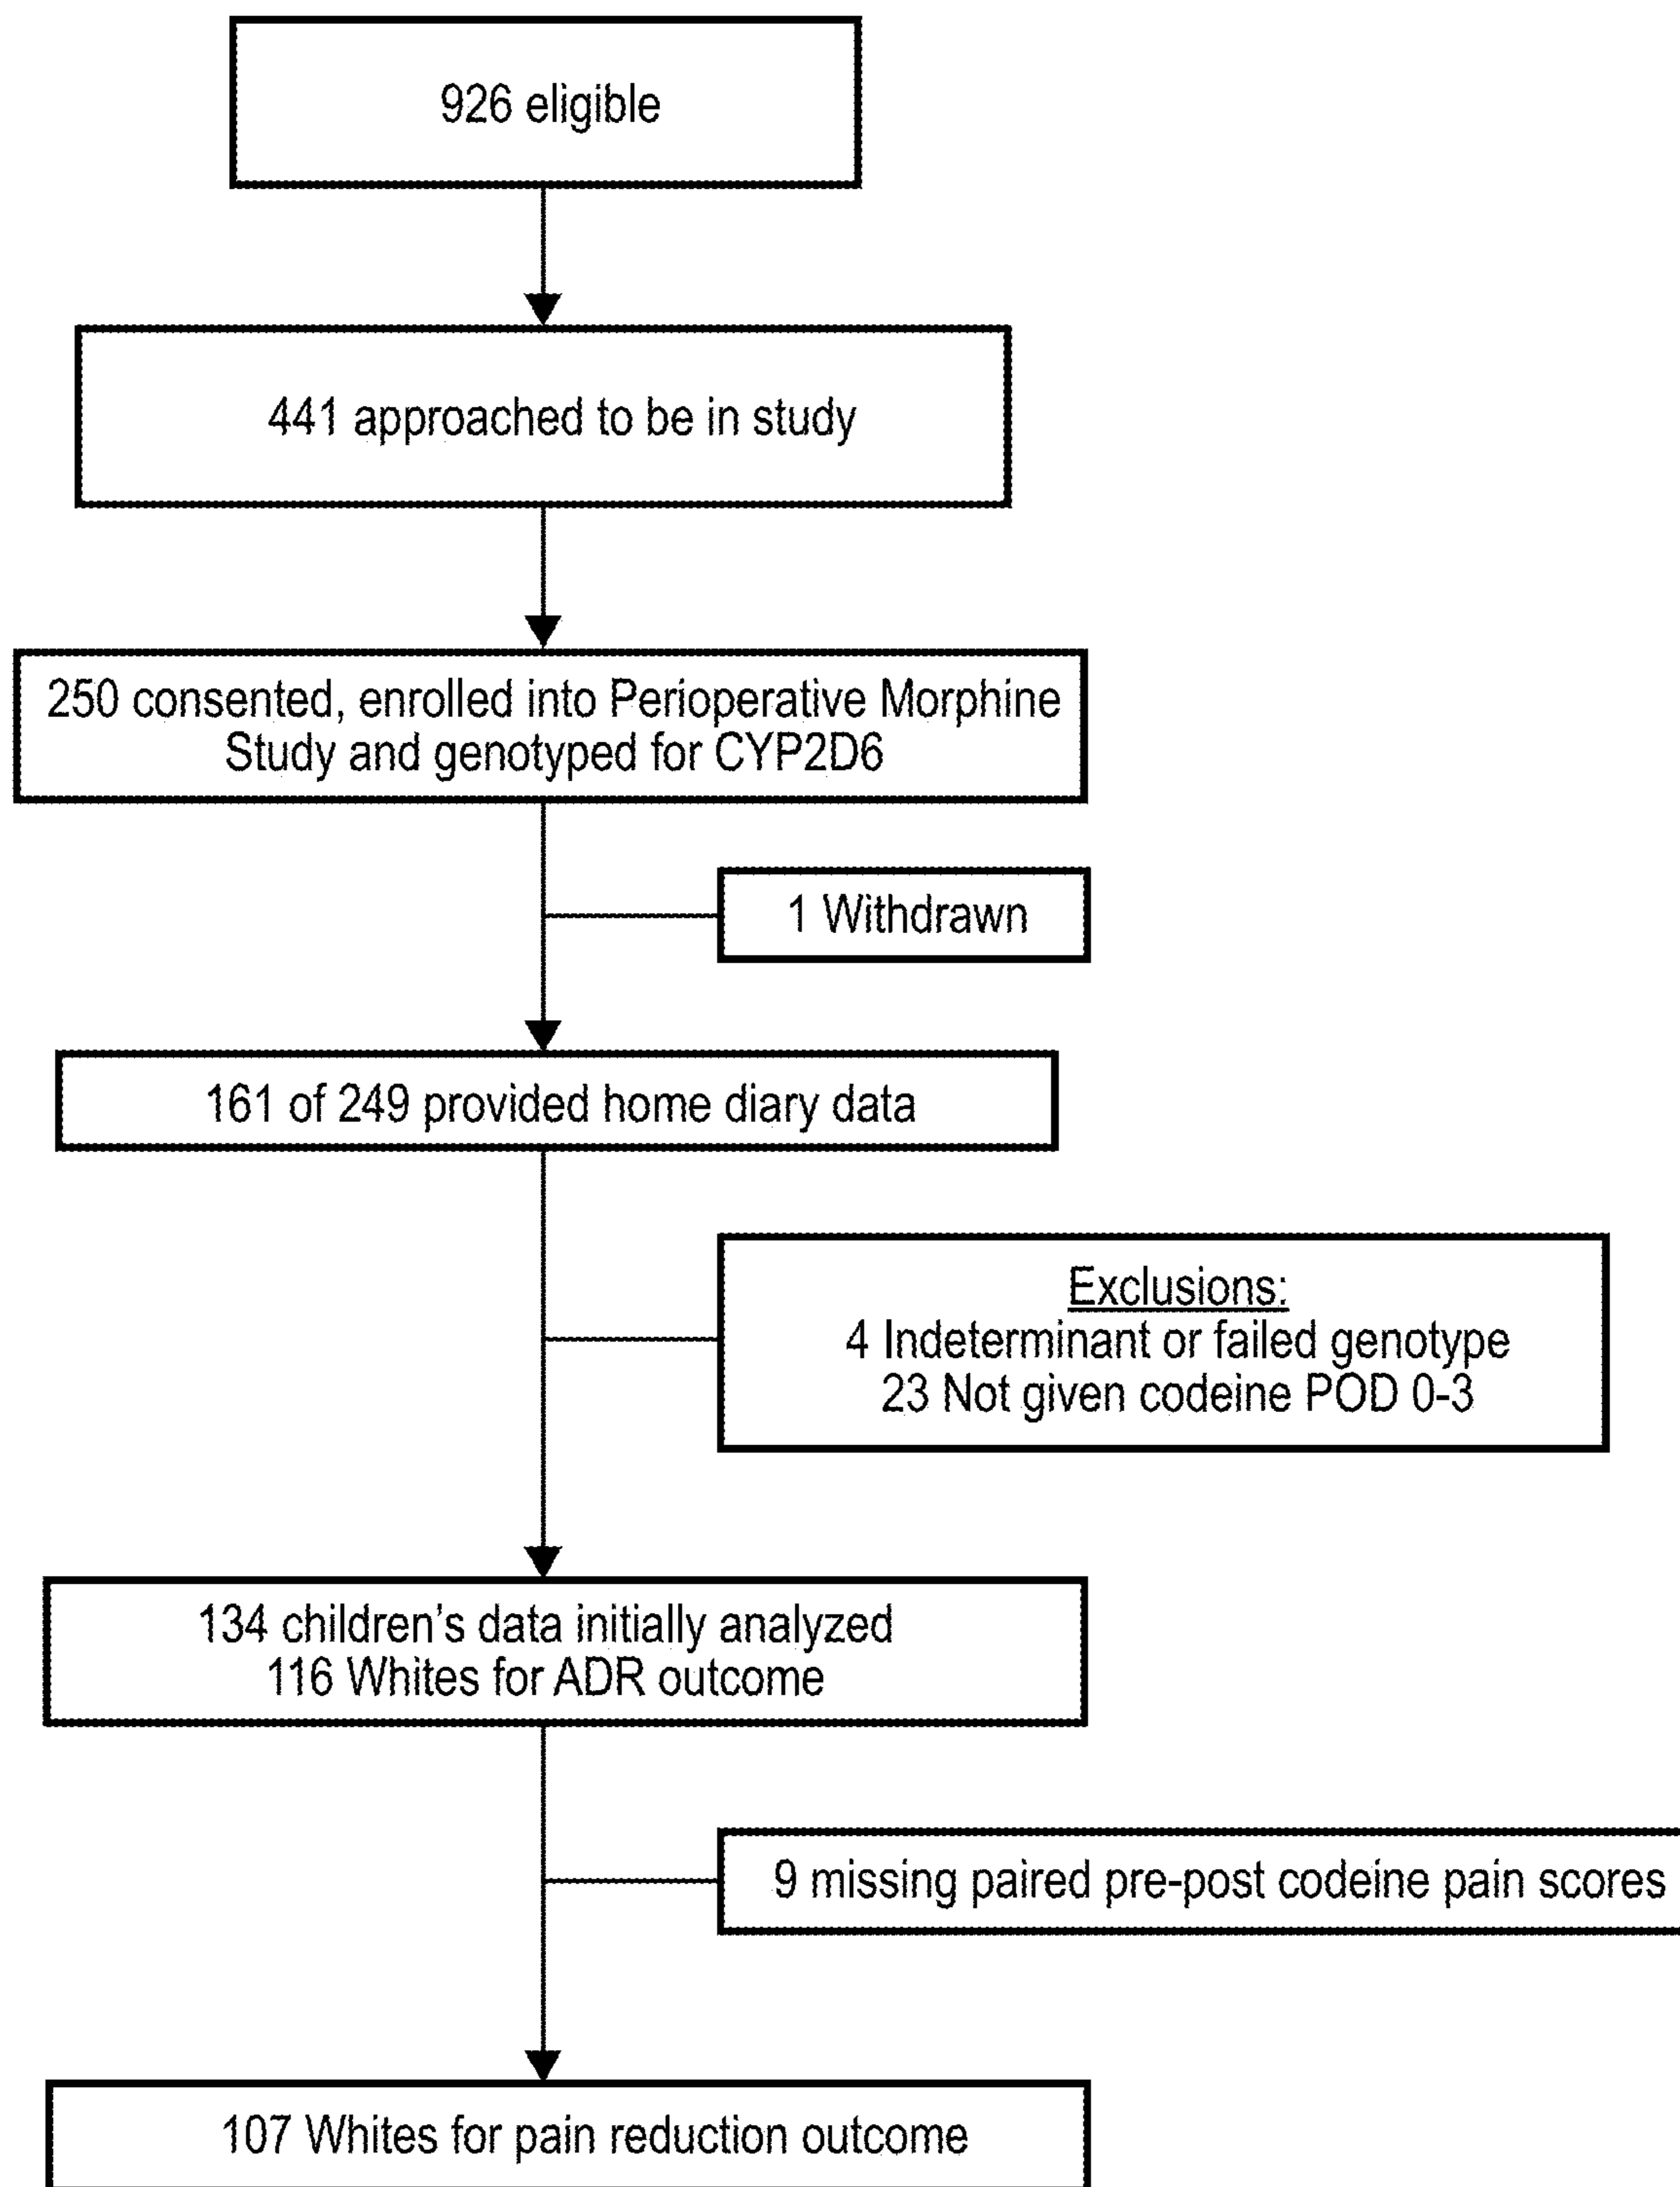 926 eligible
441 approached to be in study
250 consented, enrolled into Perioperative Morphine
Study and genotyped for CYP2D6
1 Withdrawn
161 of 249 provided home diary data
Exclusions:
4 Indeterminant or failed genotype
23 Not given codeine POD 0-3
134 children's data initially analyzed
116 Whites for ADR outcome
9 missing paired pre-post codeine pain scores
107 Whites for pain reduction outcome